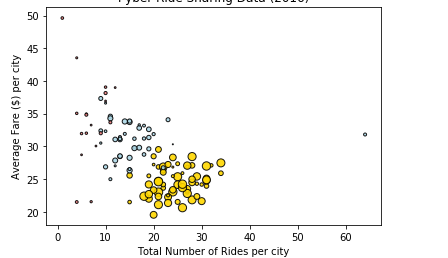 Pyber Ride Sharing Data (2016)
50
45
40
35
30
25
20
Average Fare ($) per city
0 10 20 30 40 50 60
Total Number of Rides per city